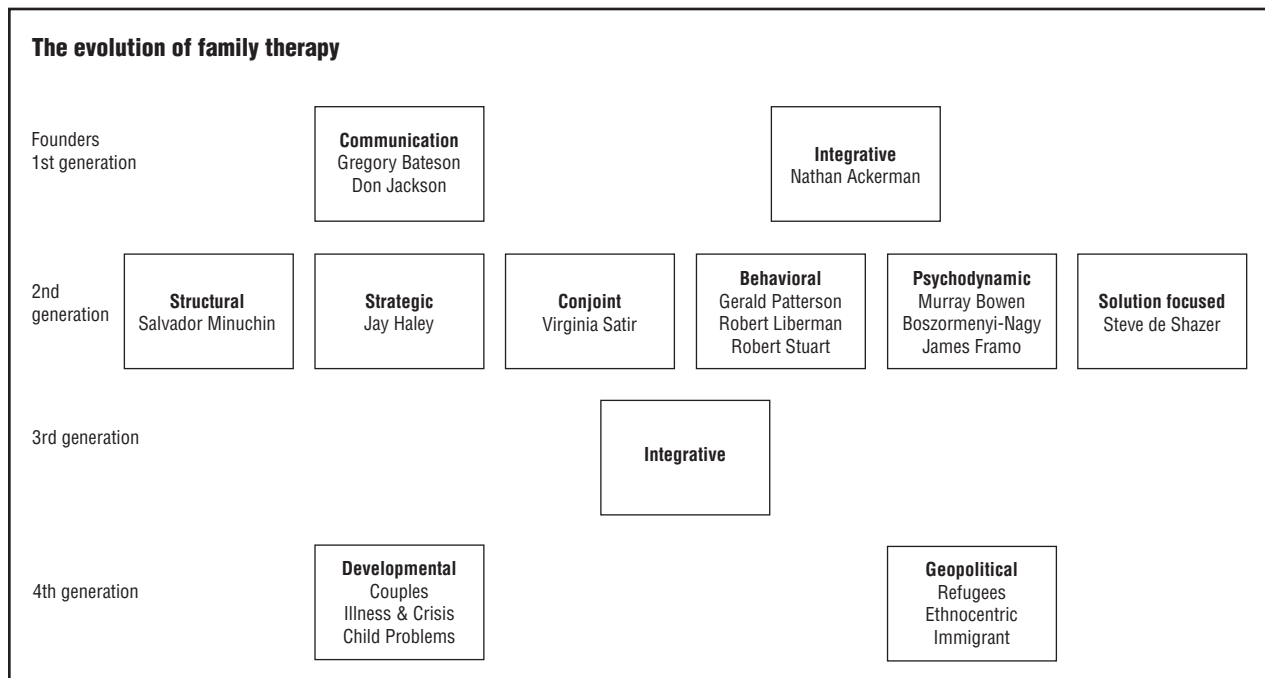 The evolution of family therapy
Founders
1st generation
Communication
Gregory Bateson
Don Jackson
Integrative
Nathan Ackerman
2nd
generation
Structural
Salvador Minuchin
Strategic
Jay Haley
Conjoint
Virginia Satir
Behavioral
Gerald Patterson
Robert Liberman
Robert Stuart
Psychodynamic
Murray Bowen
Boszormenyi-Nagy
James Framo
Solution focused
Steve de Shazer
3rd generation
Integrative
4th generation
Developmental
Couples
Illness & Crisis
Child Problems
Geopolitical
Refugees
Ethnocentric
Immigrant